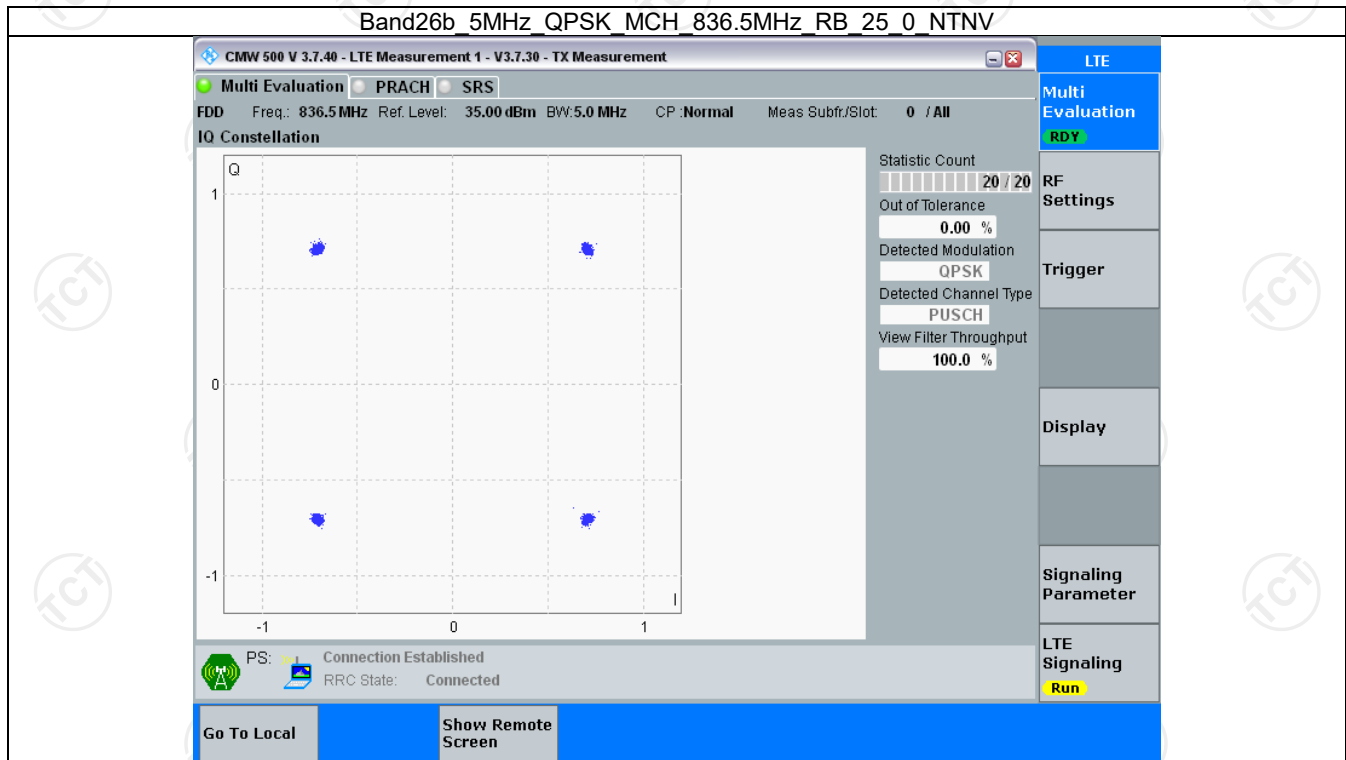 Band26b_5MHz_QPSK_MCH_836.5MHz_RB_25_0_NTNV
CMW 500 V 3.7.40 - LTE Measurement 1 - V3.7.30 - TX Measurement
LTE
Multi Evaluation PRACH SRS
FDD Freq.: 836.5 MHz Ref. Level: 35.00 dBm BW: 5.0 MHz CP :Normal Meas Subfr./Slot: 0 / All
IQ Constellation
Q
1
0
-1
I
-1 0 1
Statistic Count
20 / 20
Out of Tolerance
0.00 %
Detected Modulation
QPSK
Detected Channel Type
PUSCH
View Filter Throughput
100.0 %
Multi
Evaluation
RDY
RF
Settings
Trigger
Display
Signaling
Parameter
LTE
Signaling
Run
PS: Connection Established
RRC State: Connected
Go To Local
Show Remote
Screen
TCT
TCT
TCT
TCT